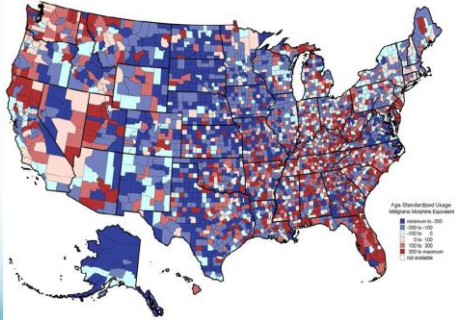 Age-Standardized Usage
Milligrams Morphine Equivalent
minimum to -300
-300 to -100
-100 to 0
0 to 100
100 to 300
300 to maximum
not available